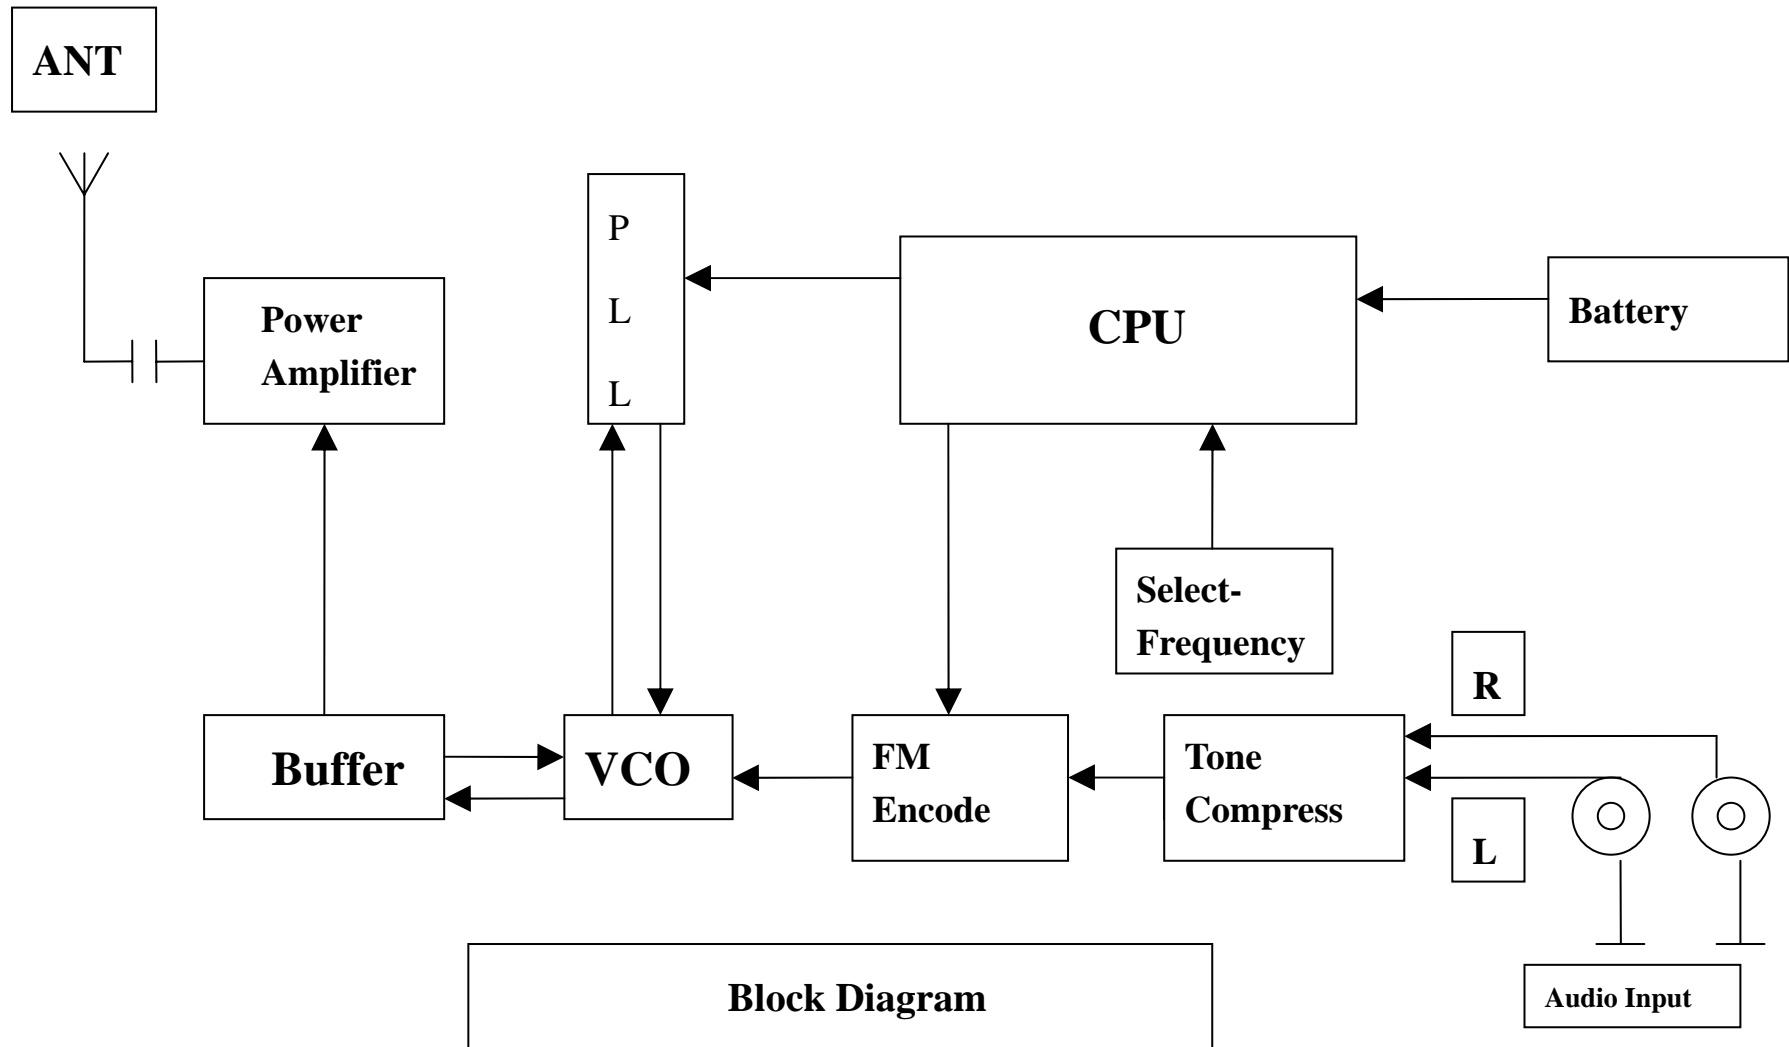 ANT
P
L
L
Power
Amplifier
CPU
Battery
Select-
Frequency
R
Buffer
VCO
FM
Encode
Tone
Compress
L
Block Diagram
Audio Input